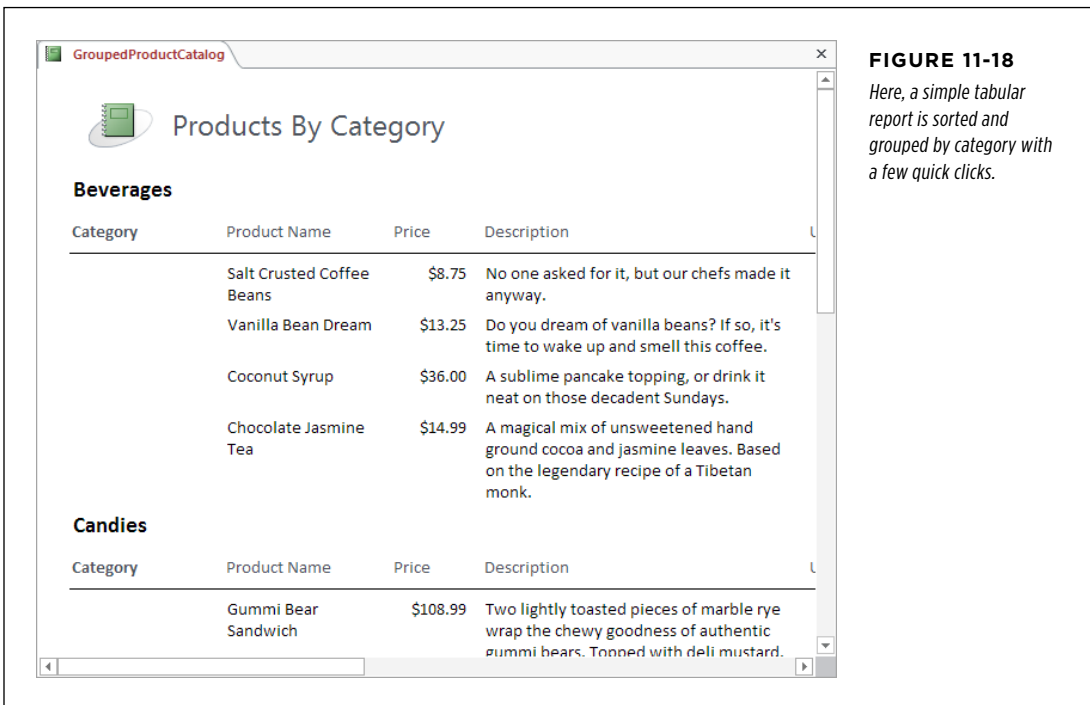 GroupedProductCatalog
Products By Category
Beverages
Category Product Name Price Description
Salt Crusted Coffee $8.75 No one asked for it, but our chefs made it
Beans anyway.
Vanilla Bean Dream $13.25 Do you dream of vanilla beans? If so, it's
time to wake up and smell this coffee.
Coconut Syrup $36.00 A sublime pancake topping, or drink it
neat on those decadent Sundays.
Chocolate Jasmine $14.99 A magical mix of unsweetened hand
Tea ground cocoa and jasmine leaves. Based
on the legendary recipe of a Tibetan
monk.
Candies
Category Product Name Price Description
Gummi Bear $108.99 Two lightly toasted pieces of marble rye
Sandwich wrap the chewy goodness of authentic
gummi bears. Topped with deli mustard,
FIGURE 11-18
Here, a simple tabular
report is sorted and
grouped by category with
a few quick clicks.